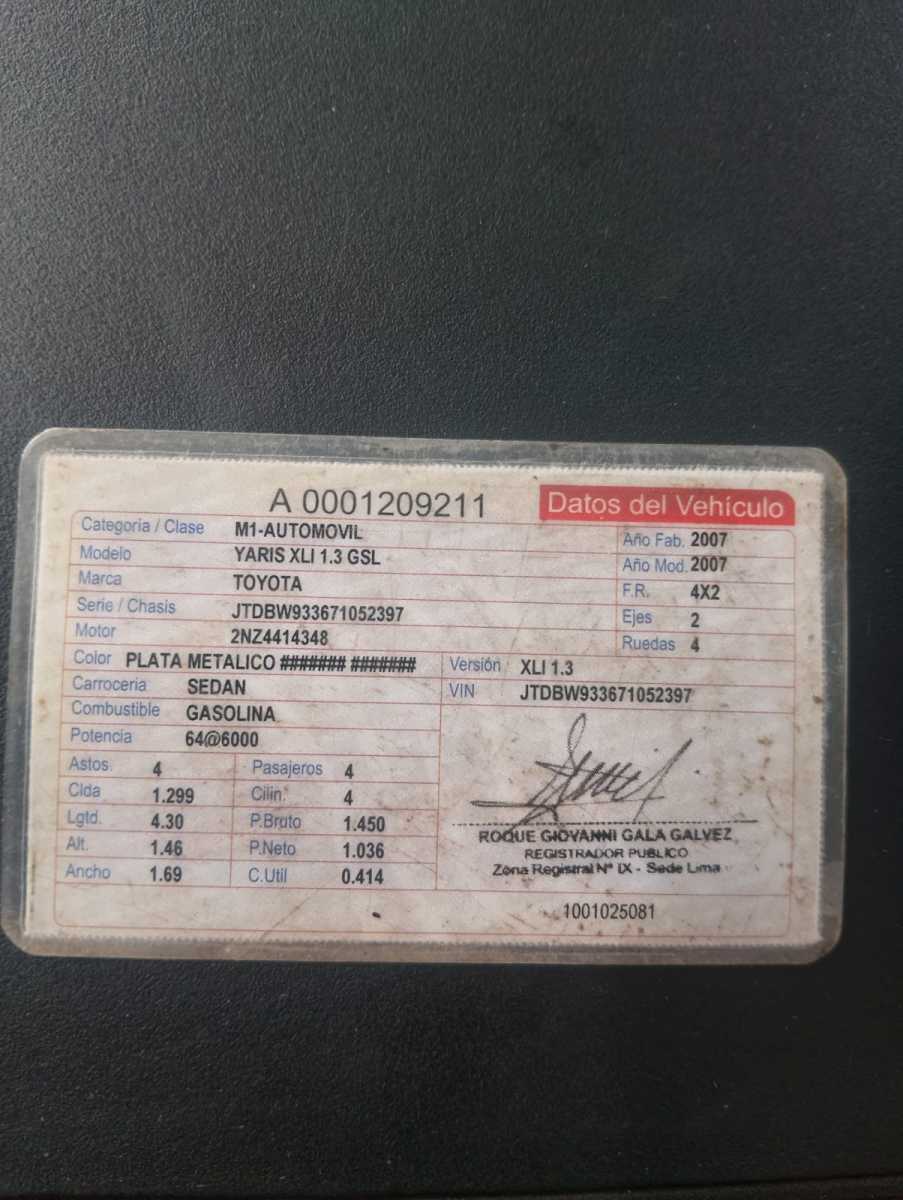 A 0001209211 Datos del Vehículo
Categoria / Clase M1-AUTOMOVIL Año Fab. 2007
Modelo YARIS XLI 1.3 GSL Año Mod. 2007
Marca TOYOTA F.R. 4X2
Serie / Chasis JTDBW933671052397 Ejes 2
Motor 2NZ4414348 Ruedas 4
Color PLATA METALICO ####### ####### Versión XLI 1.3
Carroceria SEDAN VIN JTDBW933671052397
Combustible GASOLINA
Potencia 64@6000
Astos. 4 Pasajeros 4
Clda 1.299 Cilin. 4
Lgtd. 4.30 P.Bruto 1.450
Alt. 1.46 P.Neto 1.036
Ancho 1.69 C.Util 0.414
ROQUE GIOVANNI GALA GALVEZ
REGISTRADOR PUBLICO
Zona Registral N° IX - Sede Lima
1001025081